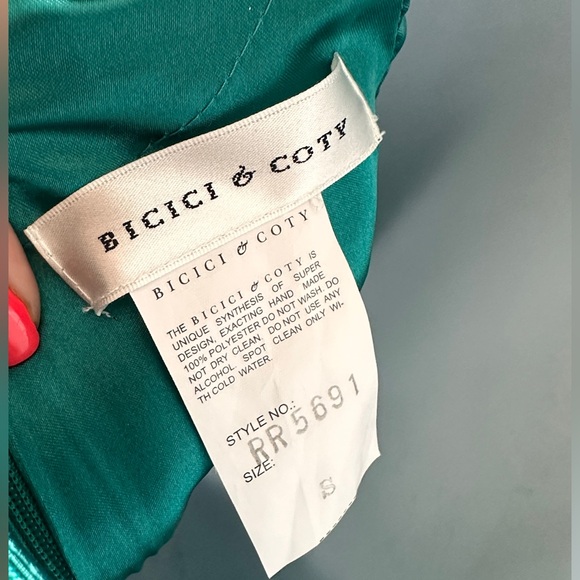 BICICI & COTY
BICICI & COTY
THE BICICI & COTY IS
UNIQUE SYNTHESIS OF SUPER
DESIGN, EXACTING HAND MADE
100% POLYESTER DO NOT WASH. DO
NOT DRY CLEAN. DO NOT USE ANY
ALCOHOL SPOT CLEAN ONLY WI-
TH COLD WATER.
STYLE NO.:
RR5691
SIZE:
S